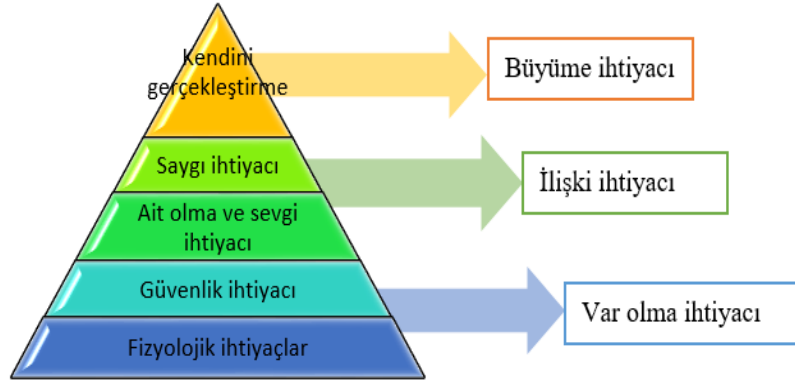 Kendini
gerçekleştirme
Büyüme ihtiyacı
Saygı ihtiyacı
İlişki ihtiyacı
Ait olma ve sevgi
ihtiyacı
Güvenlik ihtiyacı
Var olma ihtiyacı
Fizyolojik ihtiyaçlar